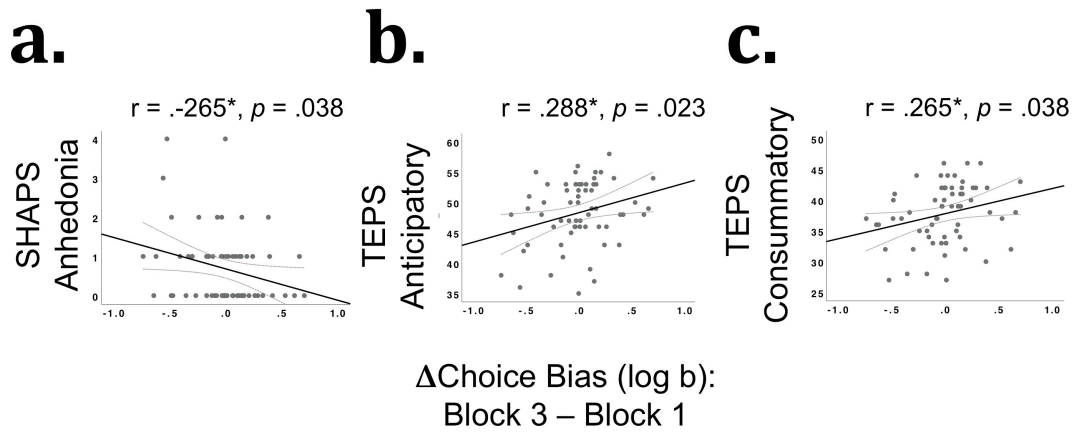 a.
r = .-265*, p = .038
SHAPS
Anhedonia
4
3
2
1
0
-1.0 -.5 .0 .5 1.0
b.
r = .288*, p = .023
TEPS
Anticipatory
60
55
50
45
40
35
-1.0 -.5 .0 .5 1.0
c.
r = .265*, p = .038
TEPS
Consummatory
50
45
40
35
30
25
-1.0 -.5 .0 .5 1.0
ΔChoice Bias (log b):
Block 3 – Block 1